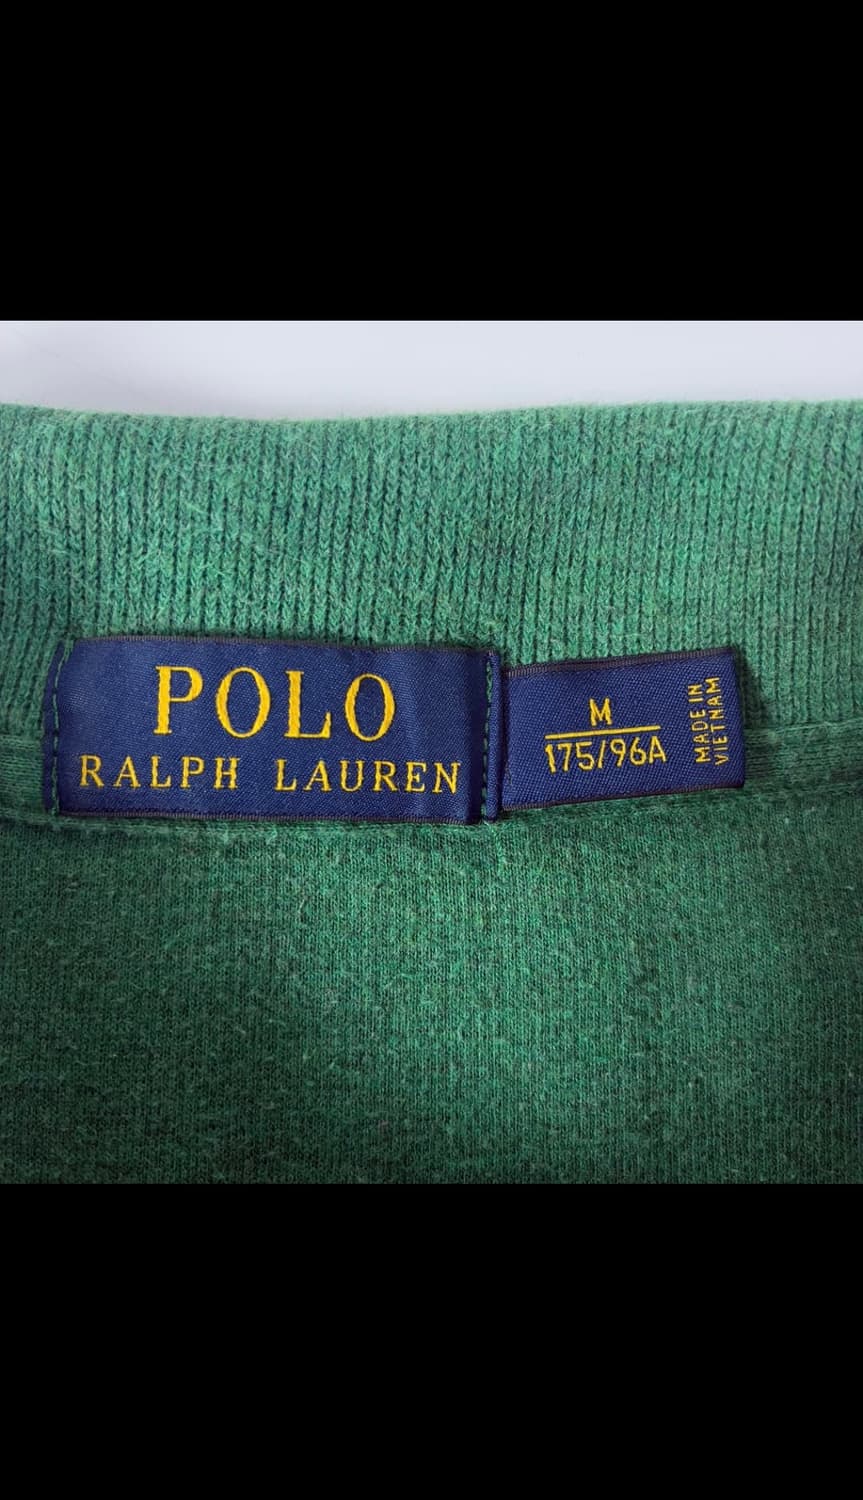 POLO
RALPH LAUREN
M
175/96A
MADE IN
VIETNAM